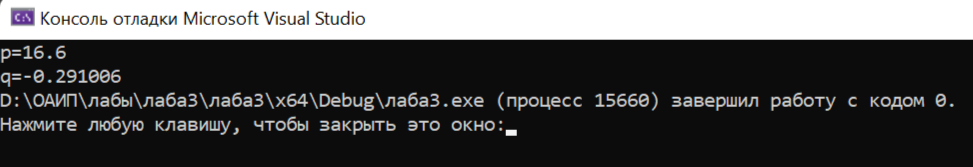 C:\ Консоль отладки Microsoft Visual Studio
p=16.6
q=-0.291006
D:\ОАИП\лабы\лаба3\лаба3\x64\Debug\лаба3.exe (процесс 15660) завершил работу с кодом 0.
Нажмите любую клавишу, чтобы закрыть это окно: